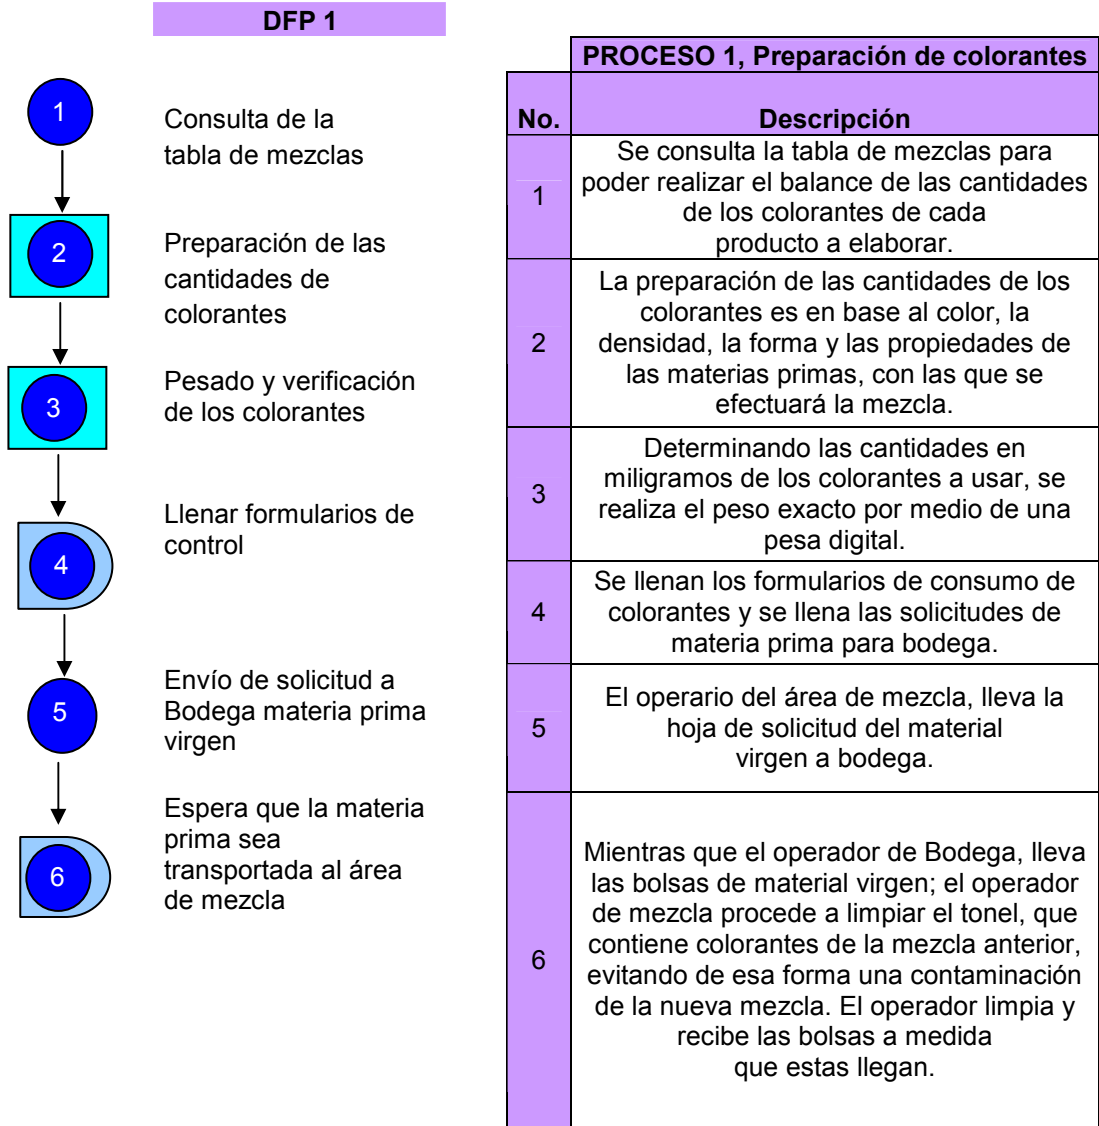 DFP 1
1
Consulta de la
tabla de mezclas
2
Preparación de las
cantidades de
colorantes
3
Pesado y verificación
de los colorantes
4
Llenar formularios de
control
5
Envío de solicitud a
Bodega materia prima
virgen
6
Espera que la materia
prima sea
transportada al área
de mezcla
PROCESO 1, Preparación de colorantes
No.
Descripción
1
Se consulta la tabla de mezclas para
poder realizar el balance de las cantidades
de los colorantes de cada
producto a elaborar.
2
La preparación de las cantidades de los
colorantes es en base al color, la
densidad, la forma y las propiedades de
las materias primas, con las que se
efectuará la mezcla.
3
Determinando las cantidades en
miligramos de los colorantes a usar, se
realiza el peso exacto por medio de una
pesa digital.
4
Se llenan los formularios de consumo de
colorantes y se llena las solicitudes de
materia prima para bodega.
5
El operario del área de mezcla, lleva la
hoja de solicitud del material
virgen a bodega.
6
Mientras que el operador de Bodega, lleva
las bolsas de material virgen; el operador
de mezcla procede a limpiar el tonel, que
contiene colorantes de la mezcla anterior,
evitando de esa forma una contaminación
de la nueva mezcla. El operador limpia y
recibe las bolsas a medida
que estas llegan.